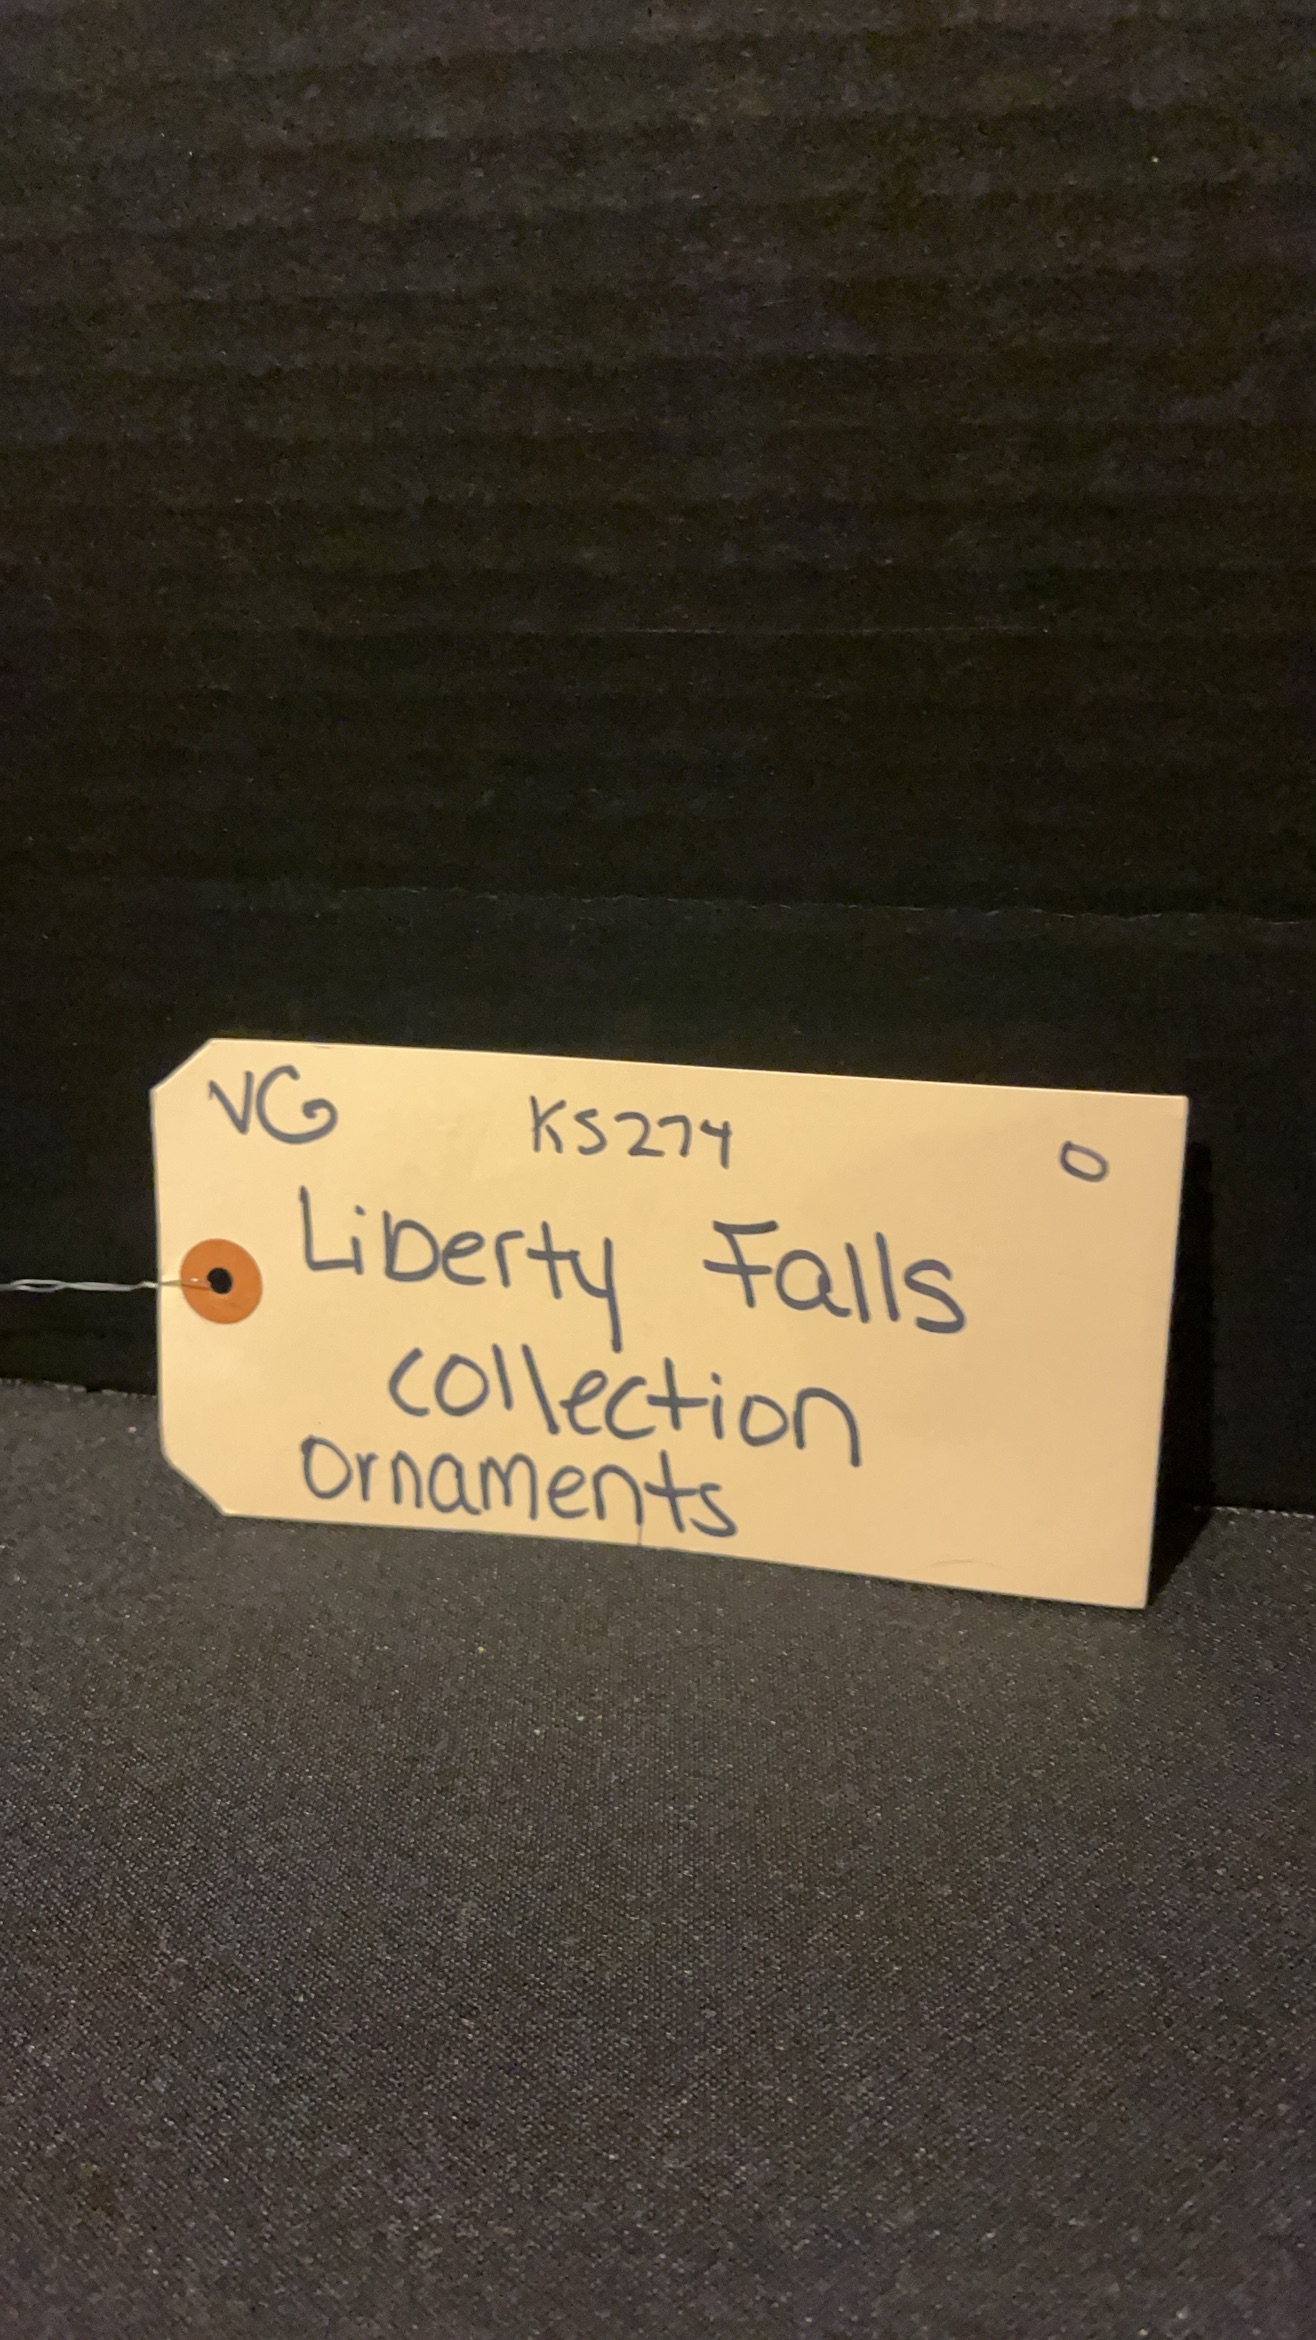 VG KS274 O
Liberty Falls
collection
ornaments